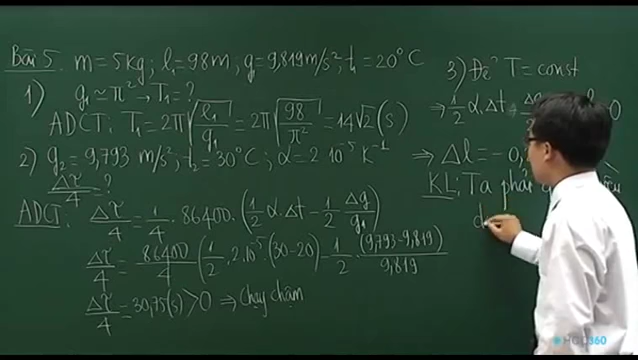 Bài 5. m = 5kg; l₁ = 98m; g₁ = 9,819 m/s²; t₁ = 20°C
1) g₁ ≃ π² → T₁ = ?
ADCT: T₁ = 2π√(l₁/g₁) = 2π√(98/π²) = 14√2 (s)
2) g₂ = 9,793 m/s²; t₂ = 30°C; α = 2·10⁻⁵ K⁻¹
Δτ/4 ?
ADCT: Δτ/4 = 1/4 · 86400 · (1/2 α.Δt - 1/2 Δg/g₁)
Δτ/4 = 86400/4 (1/2 · 2.10⁻⁵ · (30-20) - 1/2 · (9,793-9,819)/9,819
Δτ/4 = 30,75(s) > 0 ⇒ Chạy chậm
3) Để T = const
→ 1/2 α.Δt
⇒ Δl = -0,
KL: Ta phải
HOC360